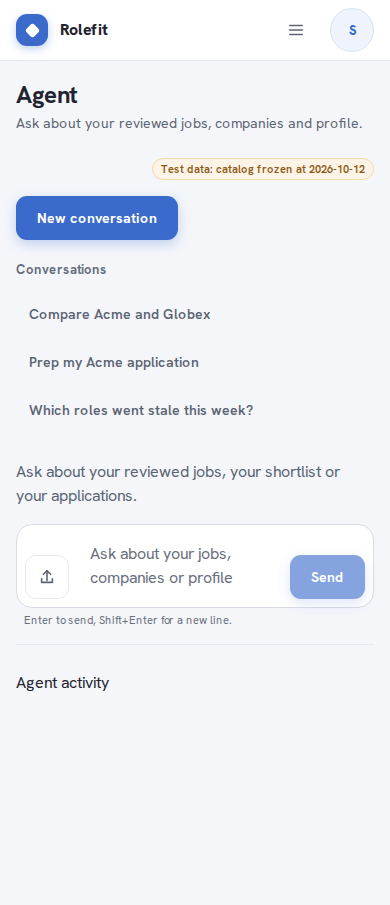 Rolefit
S
Agent
Ask about your reviewed jobs, companies and profile.
Test data: catalog frozen at 2026-10-12
New conversation
Conversations
Compare Acme and Globex
Prep my Acme application
Which roles went stale this week?
Ask about your reviewed jobs, your shortlist or
your applications.
Ask about your jobs,
companies or profile
Send
Enter to send, Shift+Enter for a new line.
Agent activity